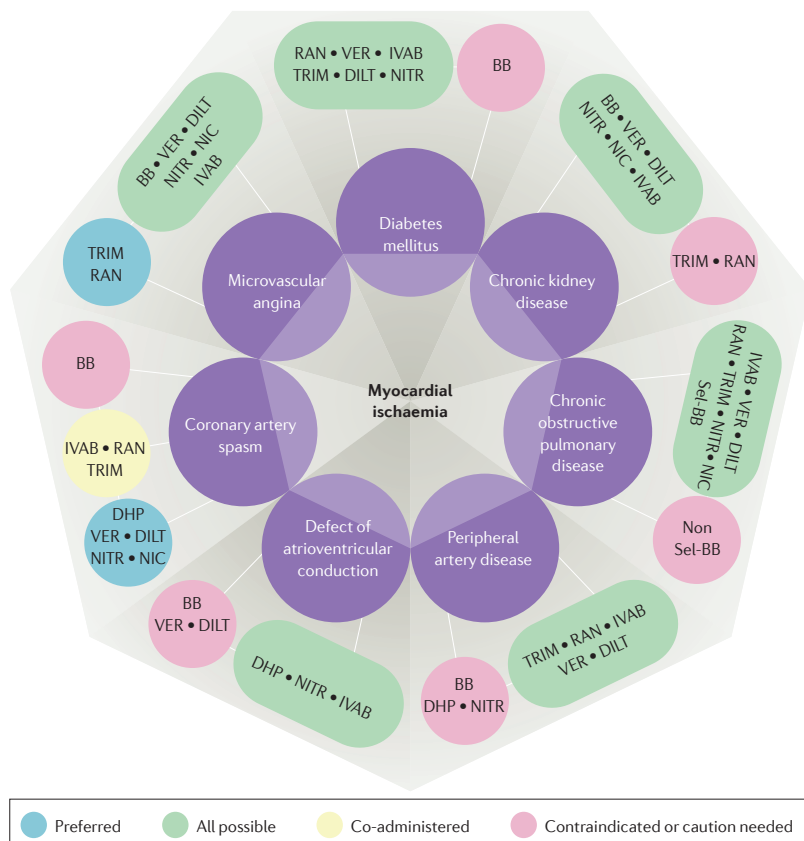 RAN • VER • IVAB
TRIM • DILT • NITR
BB
Diabetes
mellitus
BB • VER • DILT
NITR • NIC • IVAB
TRIM • RAN
Chronic kidney
disease
IVAB • VER • DILT
RAN • TRIM • NITR • NIC
Sel-BB
Non
Sel-BB
Chronic
obstructive
pulmonary
disease
TRIM • RAN • IVAB
VER • DILT
BB
DHP • NITR
Peripheral
artery disease
DHP • NITR • IVAB
BB
VER • DILT
Defect of
atrioventricular
conduction
DHP
VER • DILT
NITR • NIC
IVAB • RAN
TRIM
BB
Coronary artery
spasm
TRIM
RAN
BB • VER • DILT
NITR • NIC
IVAB
Microvascular
angina
Myocardial
ischaemia
Preferred
All possible
Co-administered
Contraindicated or caution needed